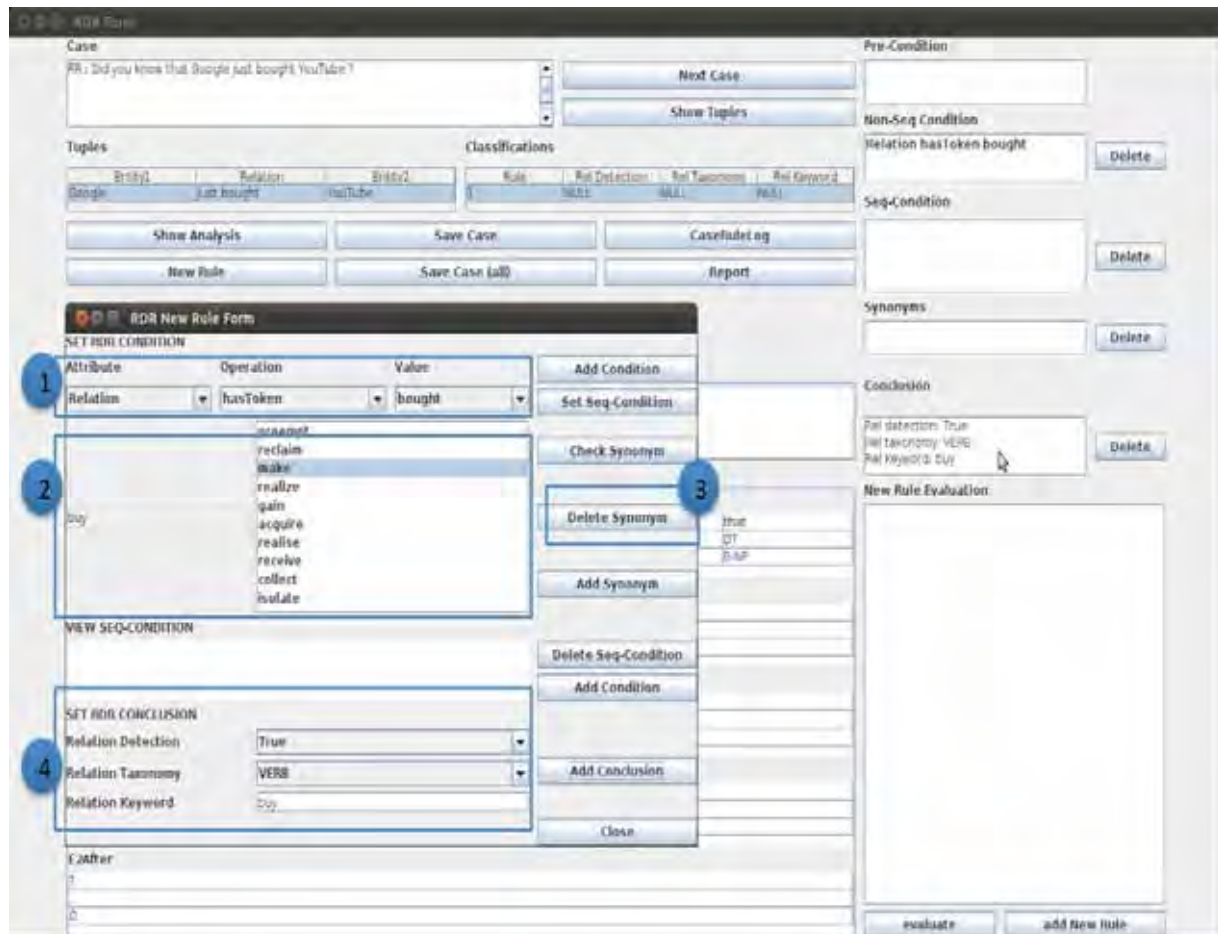 RDR Form
Case
RR : Did you know that Google just bought YouTube ?
Next Case
Show Tuples
Tuples
Classifications
Entity1 Relation Entity2
Google just bought YouTube
Rule Rel Detection Rel Taxonomy Rel Keyword
1 NULL NULL NULL
Show Analysis
Save Case
CaseRuleLog
New Rule
Save Case (all)
Report
Pre-Condition
Non-Seq Condition
Relation hasToken bought
Delete
Seq-Condition
Delete
Synonyms
Delete
Conclusion
Rel detection: True
Rel taxonomy: VERB
Rel Keyword: buy
Delete
New Rule Evaluation
RDR New Rule Form
SET RDR CONDITION
1
Attribute Operation Value
Relation hasToken bought
Add Condition
Set Seq-Condition
2
buy
preempt
reclaim
make
realize
gain
acquire
realise
receive
collect
isolate
Check Synonym
3
Delete Synonym
Add Synonym
true
DT
B-NP
VIEW SEQ-CONDITION
Delete Seq-Condition
Add Condition
4
SET RDR CONCLUSION
Relation Detection True
Relation Taxonomy VERB
Relation Keyword buy
Add Conclusion
Close
E2After
?
O
evaluate
add New Rule